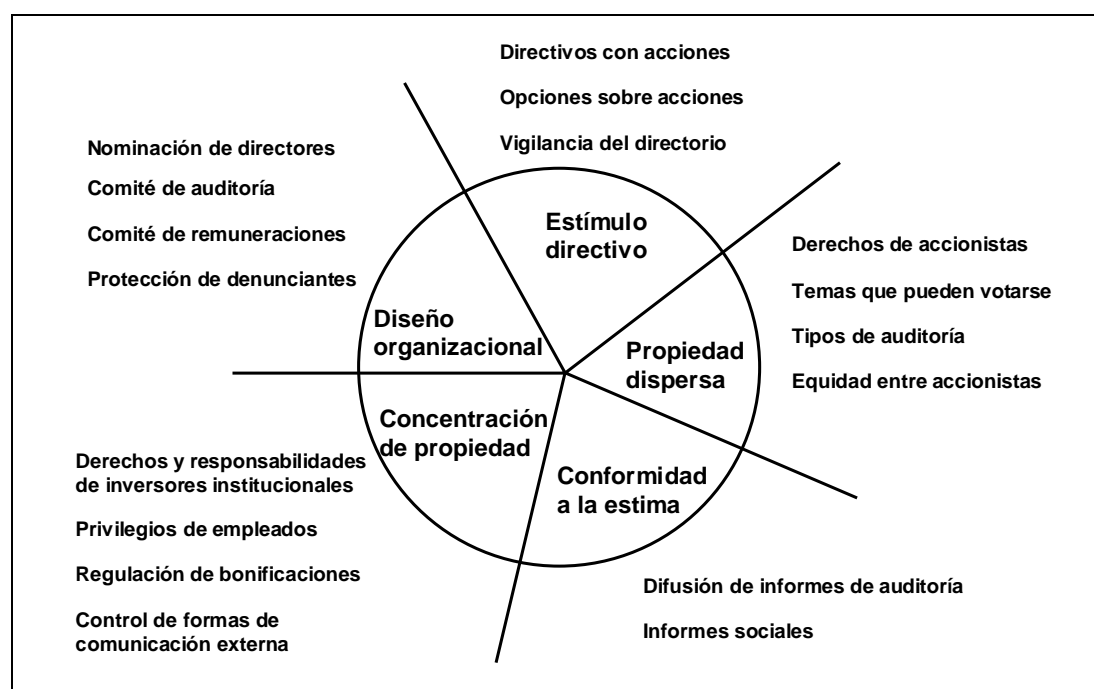 Directivos con acciones
Opciones sobre acciones
Vigilancia del directorio
Nominación de directores
Comité de auditoría
Comité de remuneraciones
Protección de denunciantes
Estímulo
directivo
Derechos de accionistas
Temas que pueden votarse
Tipos de auditoría
Equidad entre accionistas
Diseño
organizacional
Propiedad
dispersa
Concentración
de propiedad
Conformidad
a la estima
Derechos y responsabilidades
de inversores institucionales
Privilegios de empleados
Regulación de bonificaciones
Control de formas de
comunicación externa
Difusión de informes de auditoría
Informes sociales